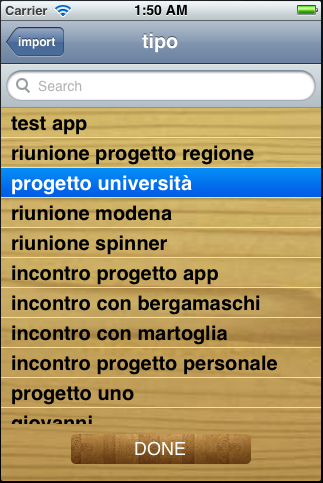 Carrier 1:50 AM
import tipo
Search
test app
riunione progetto regione
progetto università
riunione modena
riunione spinner
incontro progetto app
incontro con bergamaschi
incontro con martoglia
incontro progetto personale
progetto uno
giovanni
DONE